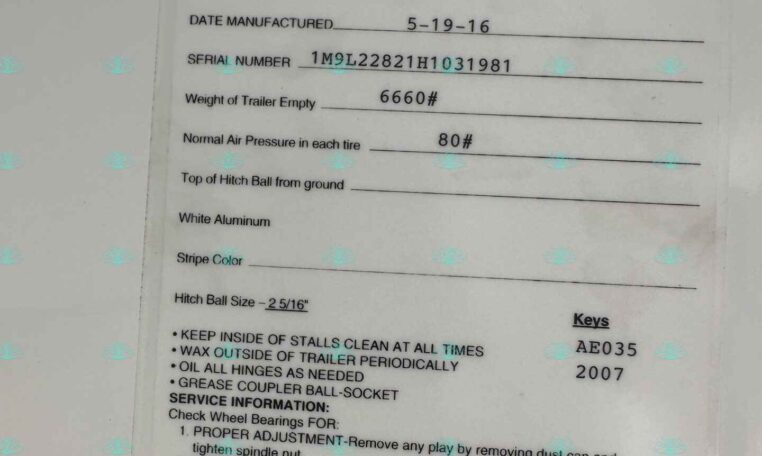 DATE MANUFACTURED 5-19-16
SERIAL NUMBER 1M9L22821H1031981
Weight of Trailer Empty 6660#
Normal Air Pressure in each tire 80#
Top of Hitch Ball from ground
White Aluminum
Stripe Color
Hitch Ball Size – 2 5/16"
Keys
• KEEP INSIDE OF STALLS CLEAN AT ALL TIMES AE035
• WAX OUTSIDE OF TRAILER PERIODICALLY 2007
• OIL ALL HINGES AS NEEDED
• GREASE COUPLER BALL-SOCKET
SERVICE INFORMATION:
Check Wheel Bearings FOR:
1. PROPER ADJUSTMENT-Remove any play by removing dust cap and
tighten spindle nut